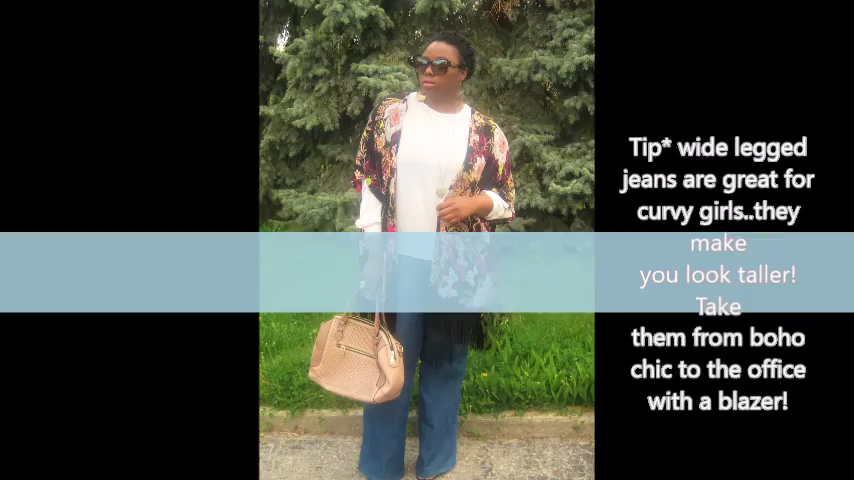 Tip* wide legged
jeans are great for
curvy girls..they
make
you look taller!
Take
them from boho
chic to the office
with a blazer!